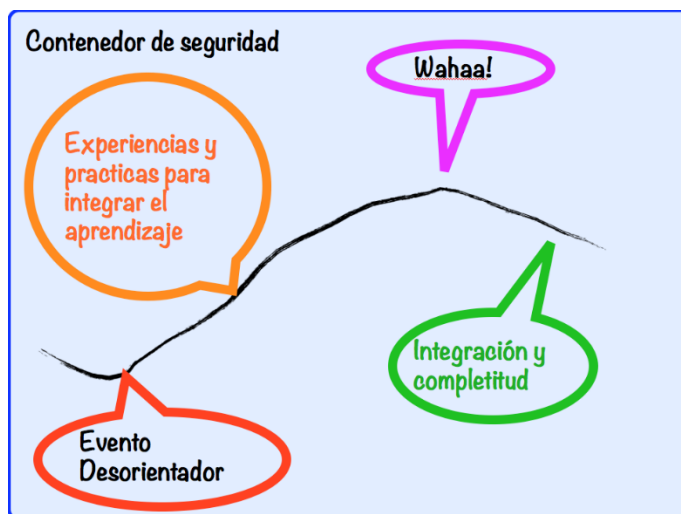 Contenedor de seguridad
Wahaa!
Experiencias y
practicas para
integrar el
aprendizaje
Integración y
completitud
Evento
Desorientador